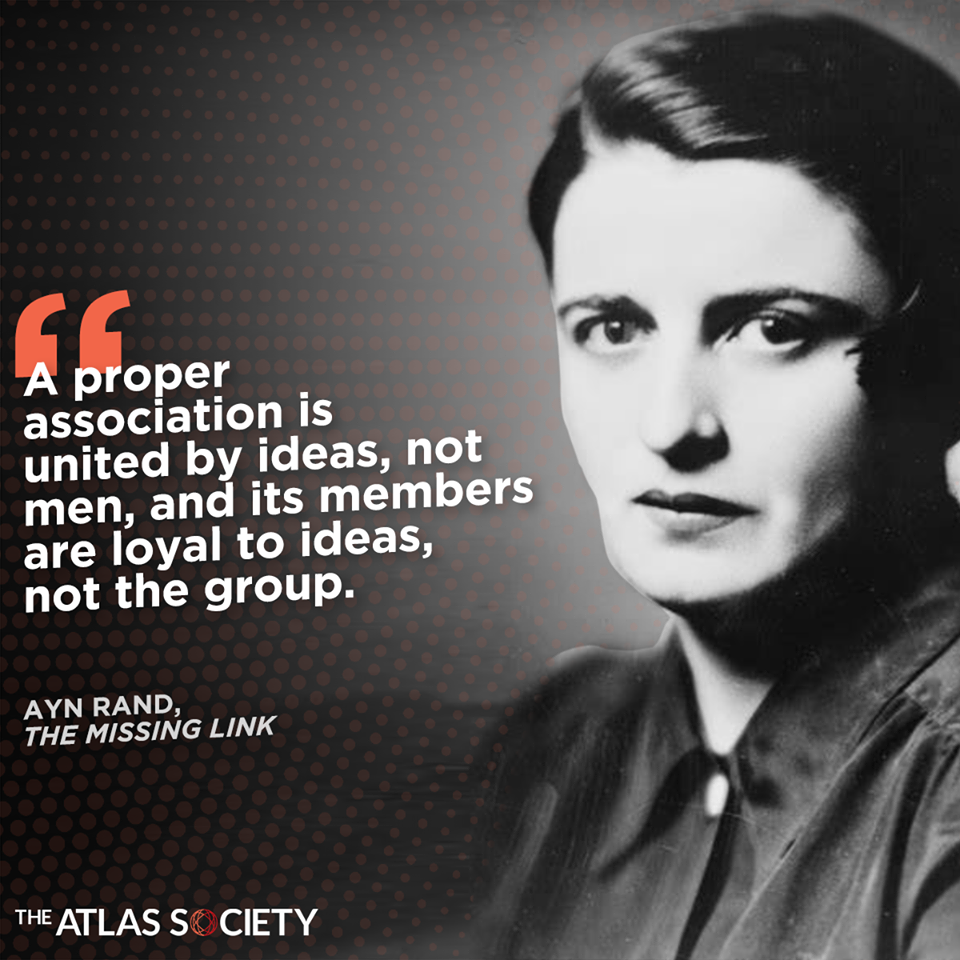 “
A proper
association is
united by ideas, not
men, and its members
are loyal to ideas,
not the group.
AYN RAND,
THE MISSING LINK
THE ATLAS SOCIETY